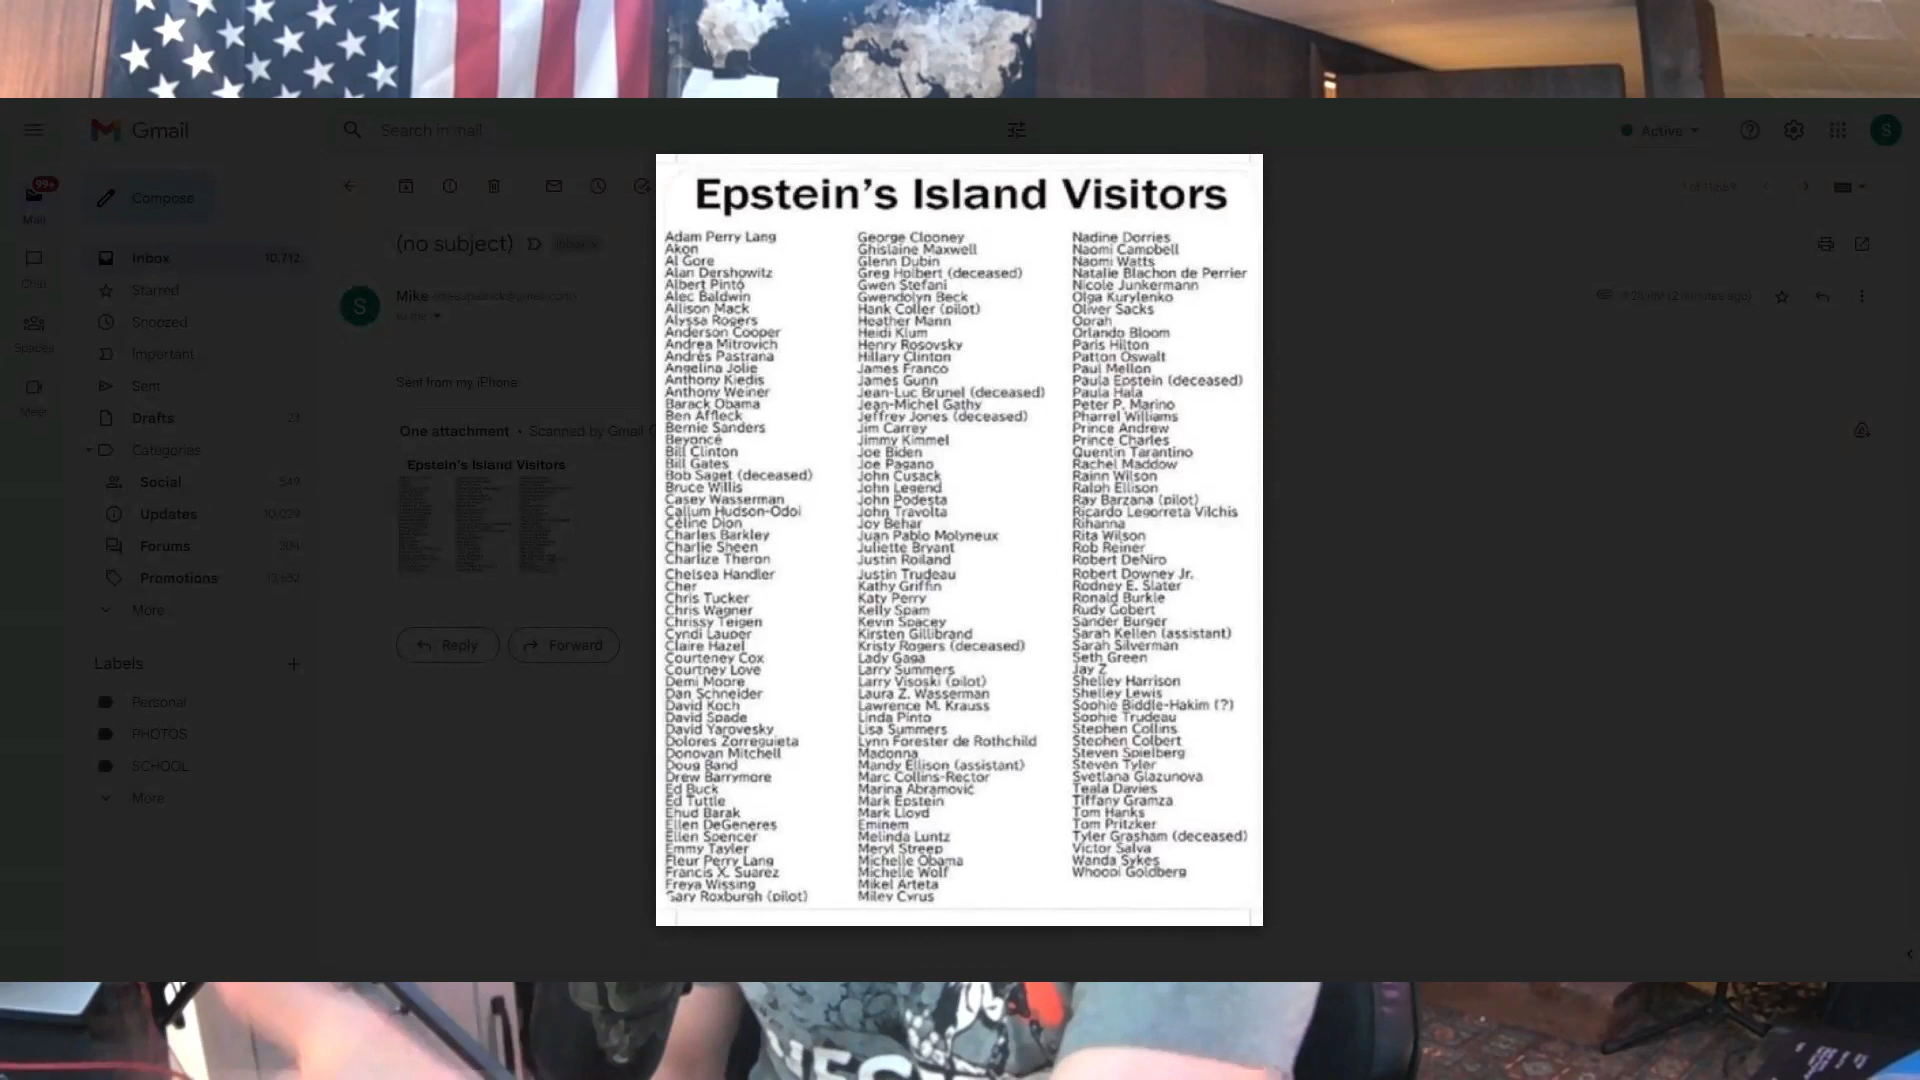 Gmail
Search in mail
Active
S
99+
Mail
Compose
(no subject)
Inbox
Inbox 10,712
Chat
Starred
S
Mike
to me
Snoozed
Spaces
Important
Sent
Sent from my iPhone
Meet
Drafts 23
One attachment • Scanned by Gmail
Categories
Epstein's Island Visitors
Social 549
Updates 10,029
Forums 304
Promotions
More
Reply
Forward
Labels
Personal
PHOTOS
SCHOOL
More
Epstein's Island Visitors
Adam Perry Lang
Akon
Al Gore
Alan Dershowitz
Albert Pinto
Alec Baldwin
Allison Mack
Alyssa Rogers
Anderson Cooper
Andrea Mitrovich
Andrés Pastrana
Angelina Jolie
Anthony Kiedis
Anthony Weiner
Barack Obama
Ben Affleck
Bernie Sanders
Beyoncé
Bill Clinton
Bill Gates
Bob Saget (deceased)
Bruce Willis
Casey Wasserman
Callum Hudson-Odoi
Céline Dion
Charles Barkley
Charlie Sheen
Charlize Theron
Chelsea Handler
Cher
Chris Tucker
Chris Wagner
Chrissy Teigen
Cyndi Lauper
Claire Hazel
Courteney Cox
Courtney Love
Demi Moore
Dan Schneider
David Koch
David Spade
David Yarovesky
Dolores Zorreguieta
Donovan Mitchell
Doug Band
Drew Barrymore
Ed Buck
Ed Tuttle
Ehud Barak
Ellen DeGeneres
Ellen Spencer
Emmy Tayler
Fleur Perry Lang
Francis X. Suarez
Freya Wissing
Gary Roxburgh (pilot)
George Clooney
Ghislaine Maxwell
Glenn Dubin
Greg Holbert (deceased)
Gwen Stefani
Gwendolyn Beck
Hank Coller (pilot)
Heather Mann
Heidi Klum
Henry Rosovsky
Hillary Clinton
James Franco
James Gunn
Jean-Luc Brunel (deceased)
Jean-Michel Gathy
Jeffrey Jones (deceased)
Jim Carrey
Jimmy Kimmel
Joe Biden
Joe Pagano
John Cusack
John Legend
John Podesta
John Travolta
Joy Behar
Juan Pablo Molyneux
Juliette Bryant
Justin Roiland
Justin Trudeau
Kathy Griffin
Katy Perry
Kelly Spam
Kevin Spacey
Kirsten Gillibrand
Kristy Rogers (deceased)
Lady Gaga
Larry Summers
Larry Visoski (pilot)
Laura Z. Wasserman
Lawrence M. Krauss
Linda Pinto
Lisa Summers
Lynn Forester de Rothchild
Madonna
Mandy Ellison (assistant)
Marc Collins-Rector
Marina Abramović
Mark Epstein
Mark Lloyd
Eminem
Melinda Luntz
Meryl Streep
Michelle Obama
Michelle Wolf
Mikel Arteta
Miley Cyrus
Nadine Dorries
Naomi Campbell
Naomi Watts
Natalie Blachon de Perrier
Nicole Junkermann
Olga Kurylenko
Oliver Sacks
Oprah
Orlando Bloom
Paris Hilton
Patton Oswalt
Paul Mellon
Paula Epstein (deceased)
Paula Hala
Peter P. Marino
Pharrel Williams
Prince Andrew
Prince Charles
Quentin Tarantino
Rachel Maddow
Rainn Wilson
Ralph Ellison
Ray Barzana (pilot)
Ricardo Legorreta Vilchis
Rihanna
Rita Wilson
Rob Reiner
Robert DeNiro
Robert Downey Jr.
Rodney E. Slater
Ronald Burkle
Rudy Gobert
Sander Burger
Sarah Kellen (assistant)
Sarah Silverman
Seth Green
Jay Z
Shelley Harrison
Shelley Lewis
Sophie Biddle-Hakim (?)
Sophie Trudeau
Stephen Collins
Stephen Colbert
Steven Spielberg
Steven Tyler
Svetlana Glazunova
Teala Davies
Tiffany Gramza
Tom Hanks
Tom Pritzker
Tyler Grasham (deceased)
Victor Salva
Wanda Sykes
Whoopi Goldberg